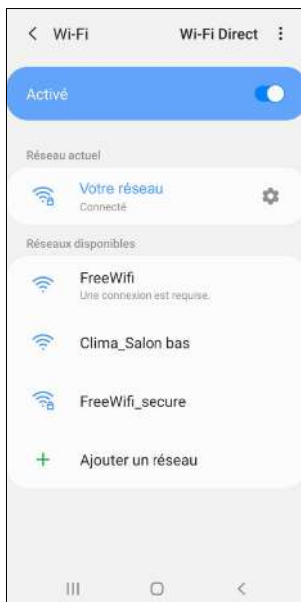 Wi-Fi Wi-Fi Direct
Activé
Réseau actuel
Votre réseau
Connecté
Réseaux disponibles
FreeWifi
Une connexion est requise.
Clima_Salon bas
FreeWifi_secure
Ajouter un réseau